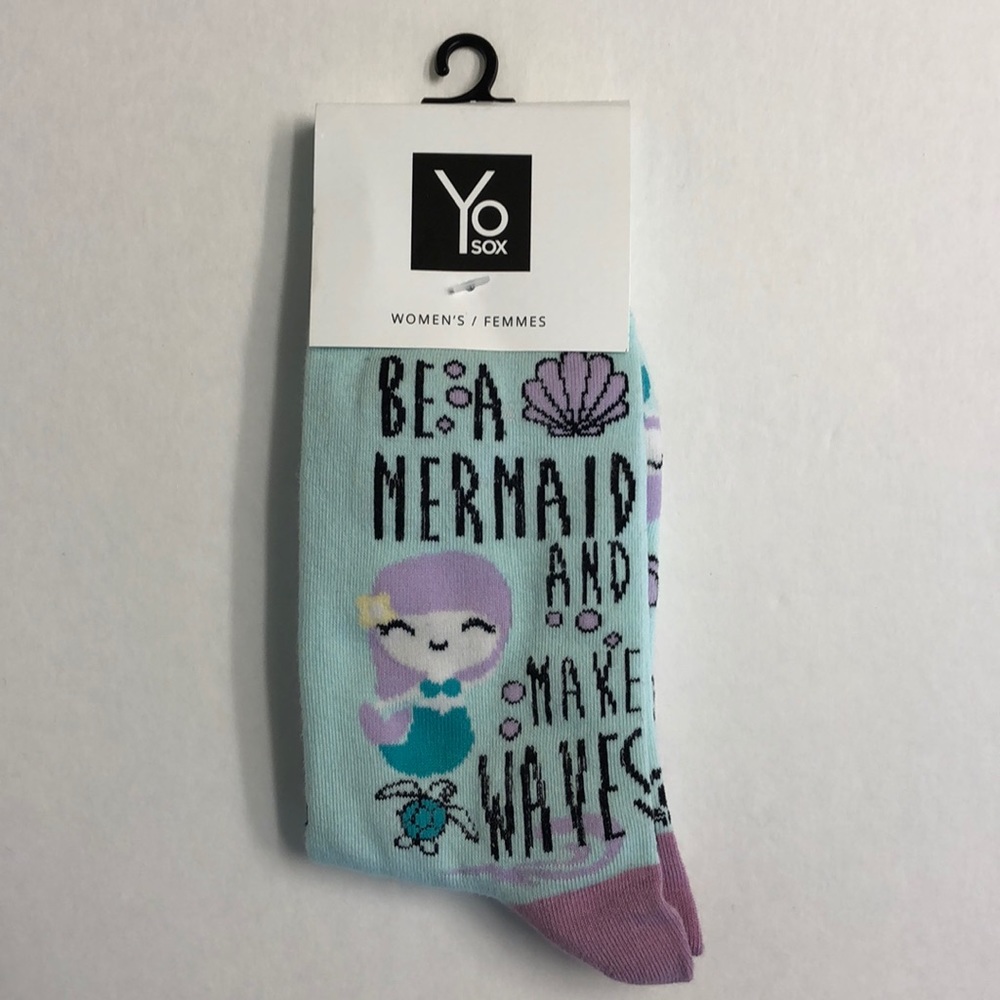 Yo
SOX
WOMEN'S / FEMMES
BE A
MERMAID
AND
MAKE
WAVES